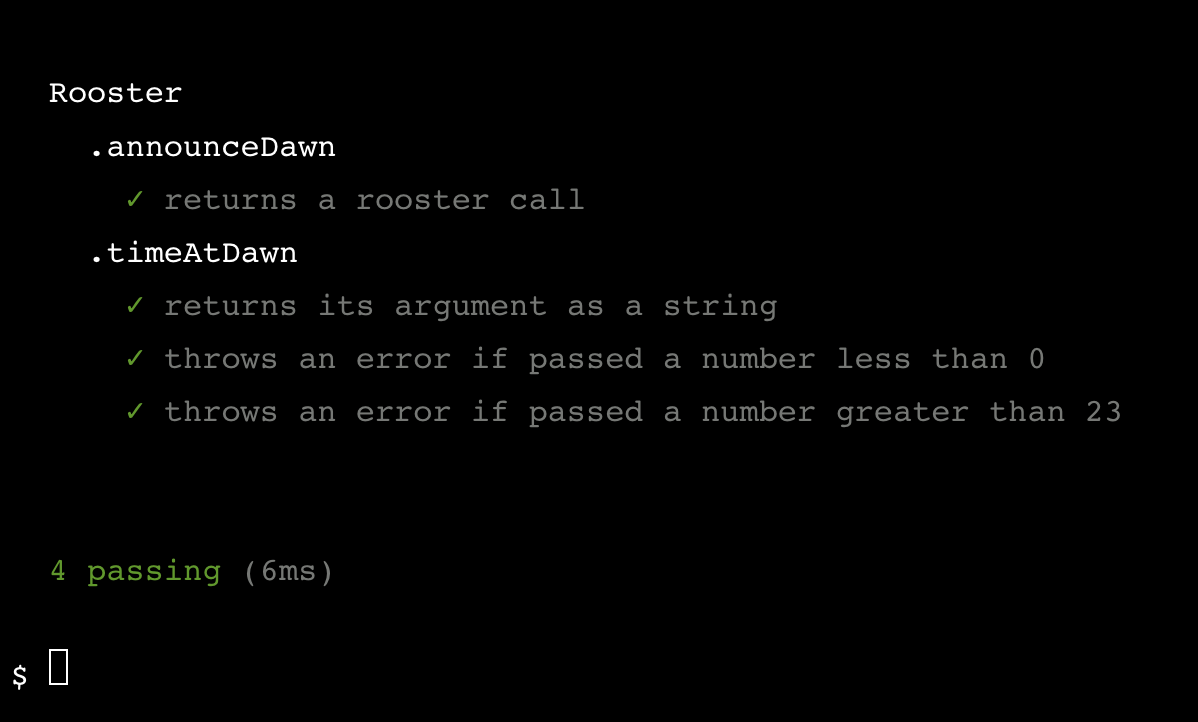 Rooster
.announceDawn
✓ returns a rooster call
.timeAtDawn
✓ returns its argument as a string
✓ throws an error if passed a number less than 0
✓ throws an error if passed a number greater than 23
4 passing (6ms)
$